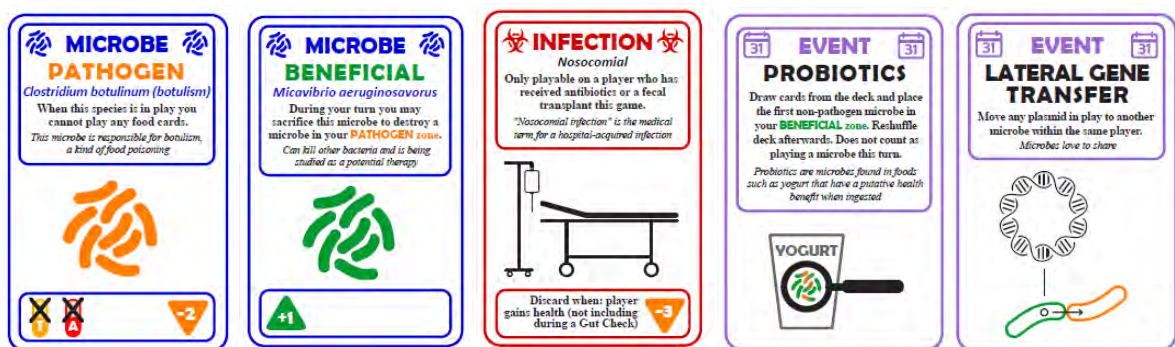 MICROBE
PATHOGEN
Clostridium botulinum (botulism)
When this species is in play you
cannot play any food cards.
This microbe is responsible for botulism,
a kind of food poisoning
T
A
-2
MICROBE
BENEFICIAL
Micavibrio aeruginosavorus
During your turn you may
sacrifice this microbe to destroy a
microbe in your PATHOGEN zone.
Can kill other bacteria and is being
studied as a potential therapy
+1
INFECTION
Nosocomial
Only playable on a player who has
received antibiotics or a fecal
transplant this game.
"Nosocomial infection" is the medical
term for a hospital-acquired infection
Discard when: player
gains health (not including
during a Gut Check)
-3
31
EVENT
31
PROBIOTICS
Draw cards from the deck and place
the first non-pathogen microbe in
your BENEFICIAL zone. Reshuffle
deck afterwards. Does not count as
playing a microbe this turn.
Probiotics are microbes found in foods
such as yogurt that have a putative health
benefit when ingested
YOGURT
31
EVENT
31
LATERAL GENE
TRANSFER
Move any plasmid in play to another
microbe within the same player.
Microbes love to share